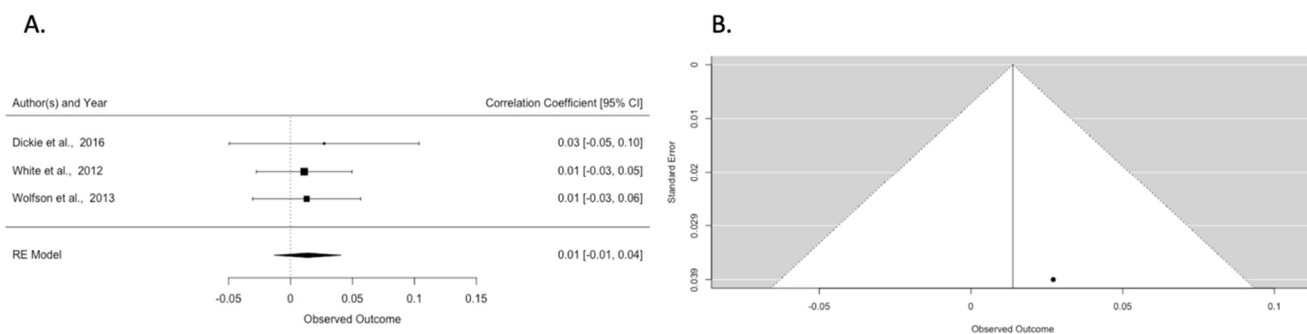 A.
Author(s) and Year Correlation Coefficient [95% CI]
Dickie et al., 2016 0.03 [-0.05, 0.10]
White et al., 2012 0.01 [-0.03, 0.05]
Wolfson et al., 2013 0.01 [-0.03, 0.06]
RE Model 0.01 [-0.01, 0.04]
-0.05 0 0.05 0.1 0.15
Observed Outcome
B.
Standard Error
0
0.01
0.02
0.029
0.039
-0.05 0 0.05 0.1
Observed Outcome